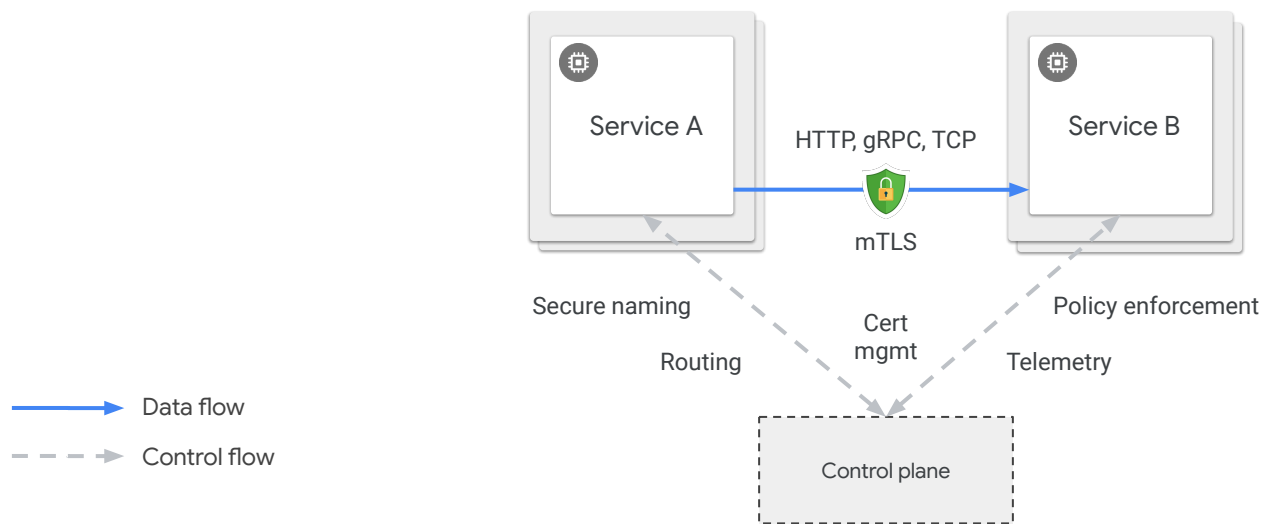 Service A
Service B
HTTP, gRPC, TCP
mTLS
Secure naming
Policy enforcement
Cert
mgmt
Routing
Telemetry
Data flow
Control flow
Control plane